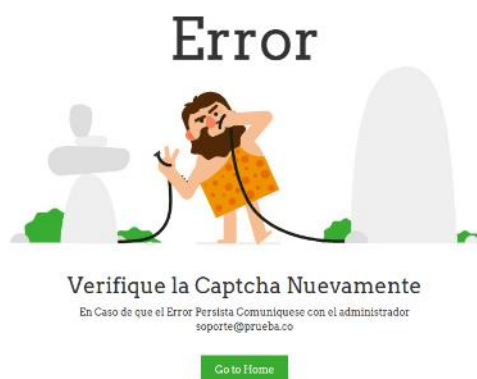 Error
Verifique la Captcha Nuevamente
En Caso de que el Error Persista Comuniquese con el administrador
soporte@prueba.co
Go to Home